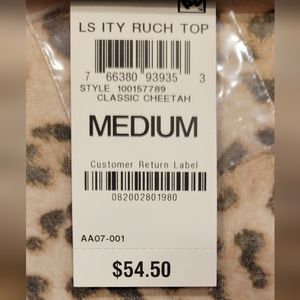 LS ITY RUCH TOP
7 66380 93935 3
STYLE 100157789
CLASSIC CHEETAH
MEDIUM
Customer Return Label
082002801980
AA07-001
$54.50